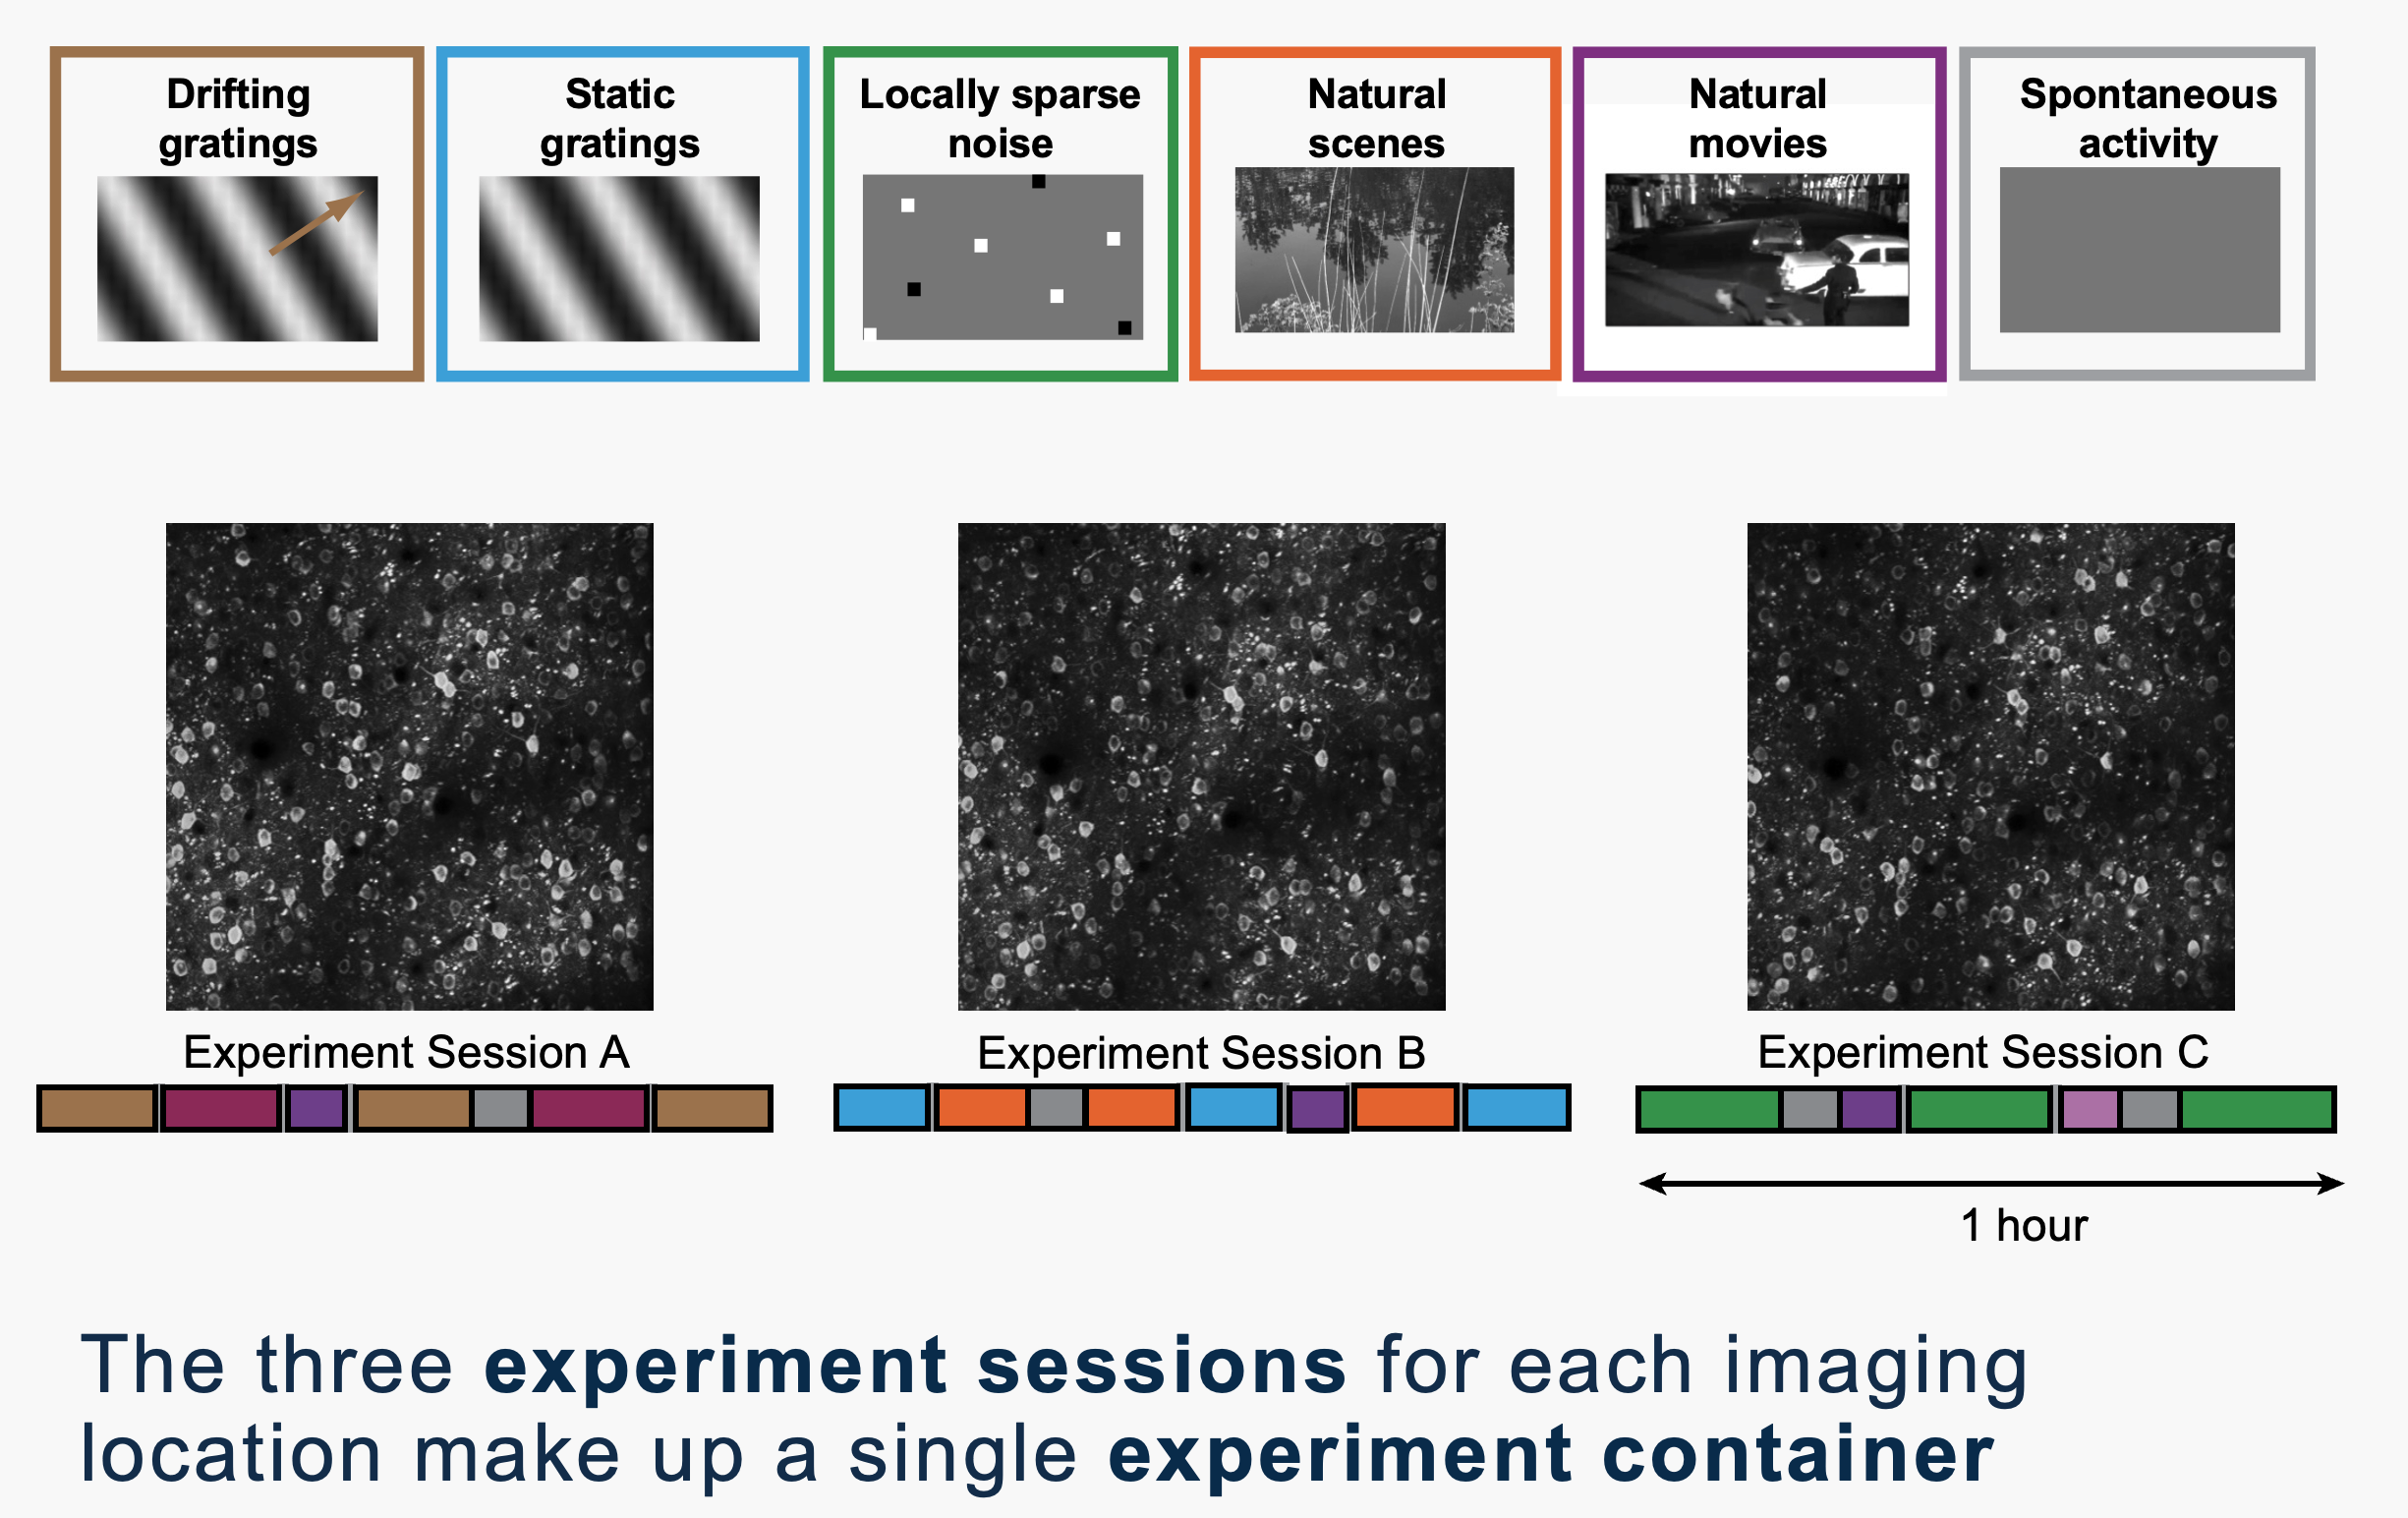 Drifting
gratings
Static
gratings
Locally sparse
noise
Natural
scenes
Natural
movies
Spontaneous
activity
Experiment Session A
Experiment Session B
Experiment Session C
1 hour
The three experiment sessions for each imaging
location make up a single experiment container